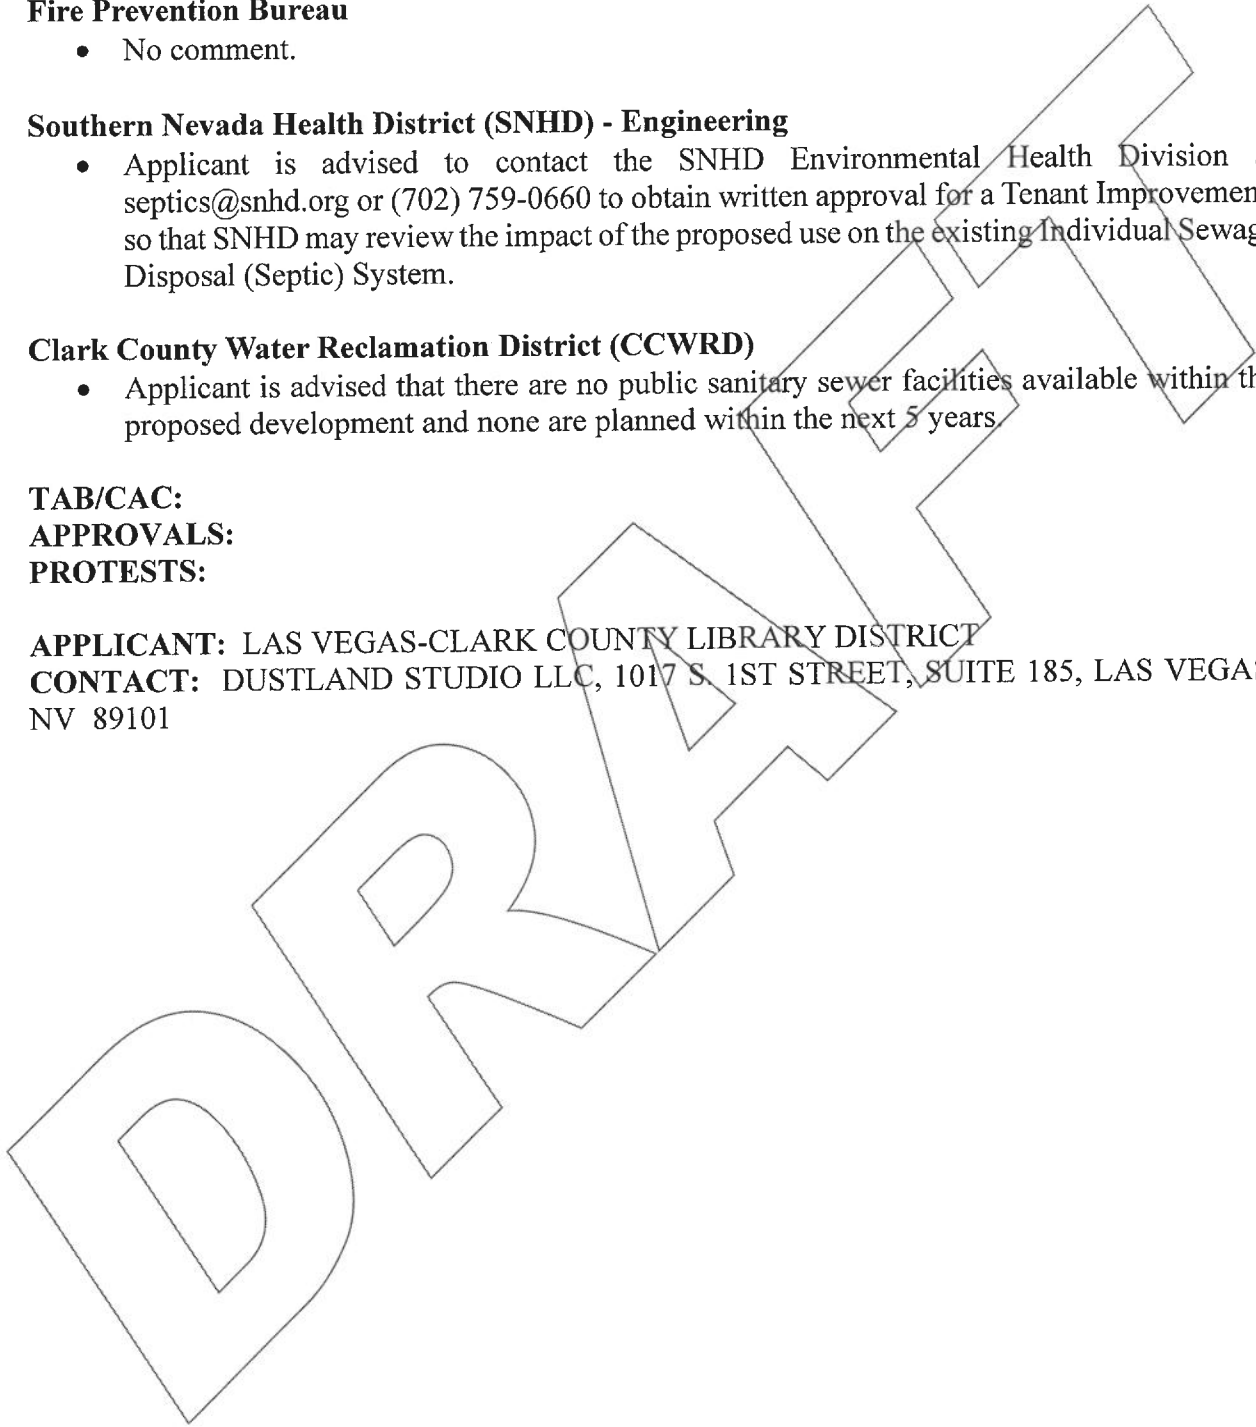 Fire Prevention Bureau
• No comment.
Southern Nevada Health District (SNHD) - Engineering
• Applicant is advised to contact the SNHD Environmental Health Division
septics@snhd.org or (702) 759-0660 to obtain written approval for a Tenant Improvemen
so that SNHD may review the impact of the proposed use on the existing Individual Sewag
Disposal (Septic) System.
Clark County Water Reclamation District (CCWRD)
• Applicant is advised that there are no public sanitary sewer facilities available within th
proposed development and none are planned within the next 5 years.
TAB/CAC:
APPROVALS:
PROTESTS:
APPLICANT: LAS VEGAS-CLARK COUNTY LIBRARY DISTRICT
CONTACT: DUSTLAND STUDIO LLC, 1017 S. 1ST STREET, SUITE 185, LAS VEGAS
NV 89101
DRAFT